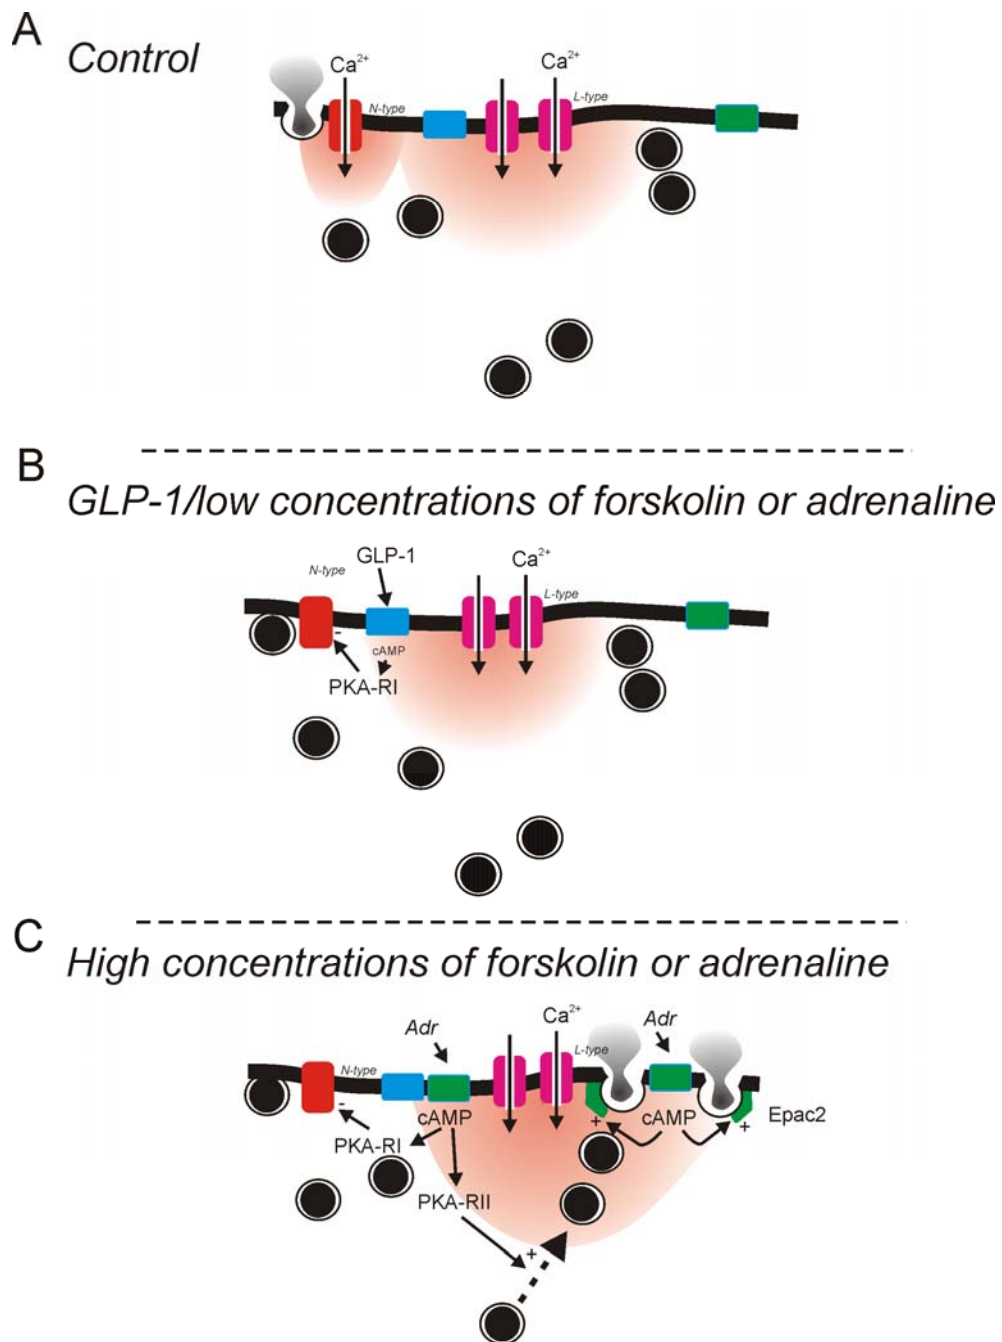 A
Control
Ca²⁺ Ca²⁺
N-type L-type
B
GLP-1/low concentrations of forskolin or adrenaline
GLP-1 Ca²⁺
N-type
L-type
-
cAMP
PKA-RI
C
High concentrations of forskolin or adrenaline
Adr Ca²⁺ Adr
N-type L-type
-
cAMP + cAMP + Epac2
PKA-RI
PKA-RII
+